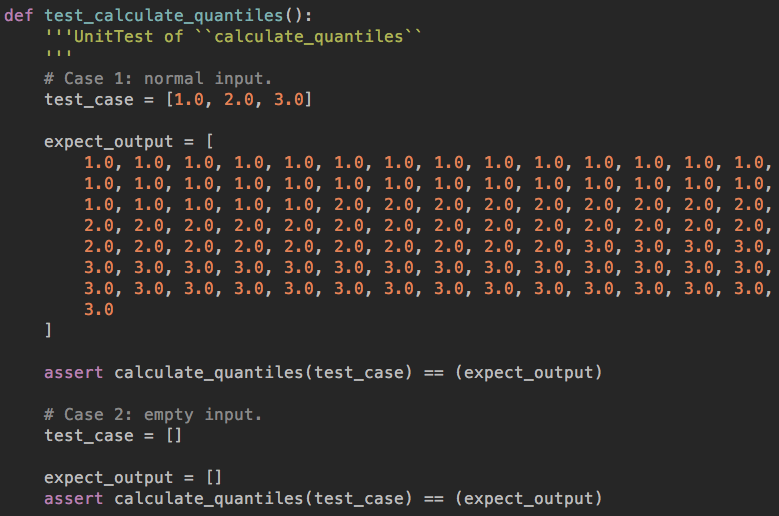 def test_calculate_quantiles():
    '''UnitTest of ``calculate_quantiles``
    '''
    # Case 1: normal input.
    test_case = [1.0, 2.0, 3.0]

    expect_output = [
        1.0, 1.0, 1.0, 1.0, 1.0, 1.0, 1.0, 1.0, 1.0, 1.0, 1.0, 1.0, 1.0, 1.0,
        1.0, 1.0, 1.0, 1.0, 1.0, 1.0, 1.0, 1.0, 1.0, 1.0, 1.0, 1.0, 1.0, 1.0,
        1.0, 1.0, 1.0, 1.0, 1.0, 2.0, 2.0, 2.0, 2.0, 2.0, 2.0, 2.0, 2.0, 2.0,
        2.0, 2.0, 2.0, 2.0, 2.0, 2.0, 2.0, 2.0, 2.0, 2.0, 2.0, 2.0, 2.0, 2.0,
        2.0, 2.0, 2.0, 2.0, 2.0, 2.0, 2.0, 2.0, 2.0, 2.0, 3.0, 3.0, 3.0, 3.0,
        3.0, 3.0, 3.0, 3.0, 3.0, 3.0, 3.0, 3.0, 3.0, 3.0, 3.0, 3.0, 3.0, 3.0,
        3.0, 3.0, 3.0, 3.0, 3.0, 3.0, 3.0, 3.0, 3.0, 3.0, 3.0, 3.0, 3.0, 3.0,
        3.0
    ]

    assert calculate_quantiles(test_case) == (expect_output)

    # Case 2: empty input.
    test_case = []

    expect_output = []
    assert calculate_quantiles(test_case) == (expect_output)